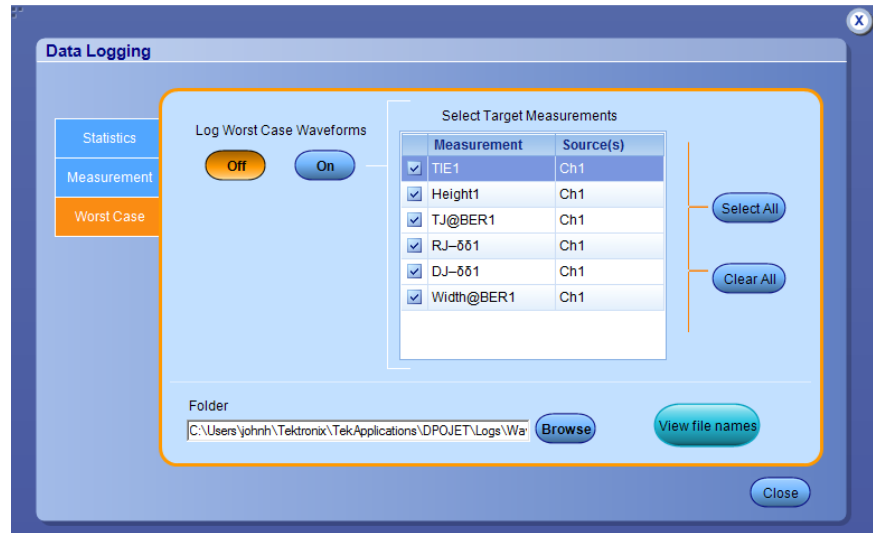 X
Data Logging
Statistics
Measurement
Worst Case
Log Worst Case Waveforms
Off On
Select Target Measurements
Measurement Source(s)
TIE1 Ch1
Height1 Ch1
TJ@BER1 Ch1
RJ–δδ1 Ch1
DJ–δδ1 Ch1
Width@BER1 Ch1
Select All
Clear All
Folder
C:\Users\johnh\Tektronix\TekApplications\DPOJET\Logs\Wa
Browse
View file names
Close